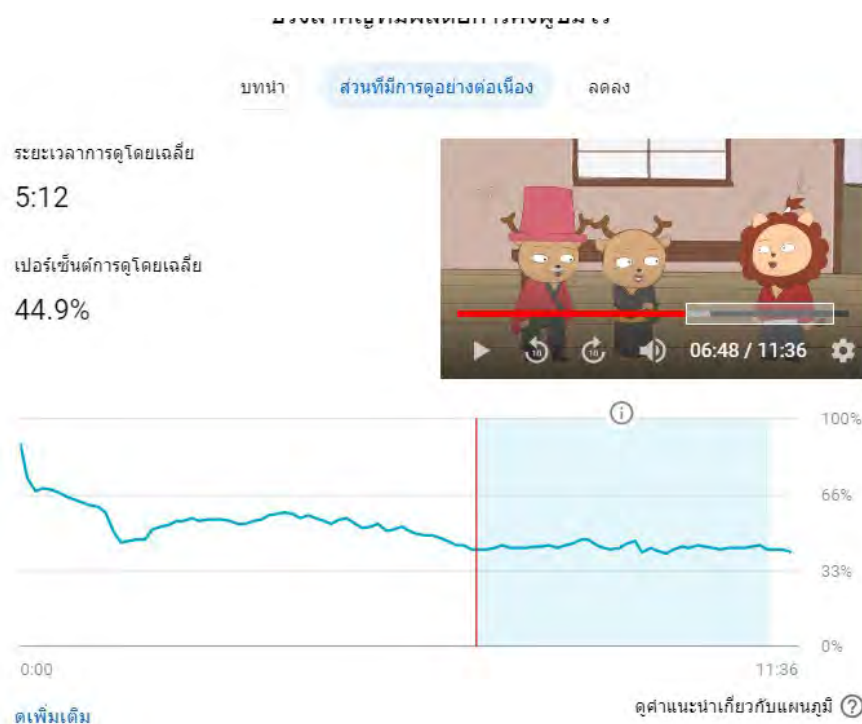 บทนำ
ส่วนที่มีการดูอย่างต่อเนื่อง
ลดลง
ระยะเวลาการดูโดยเฉลี่ย
5:12
เปอร์เซ็นต์การดูโดยเฉลี่ย
44.9%
10
10
06:48 / 11:36
100%
66%
33%
0%
0:00
11:36
ดูเพิ่มเติม
ดูคำแนะนำเกี่ยวกับแผนภูมิ